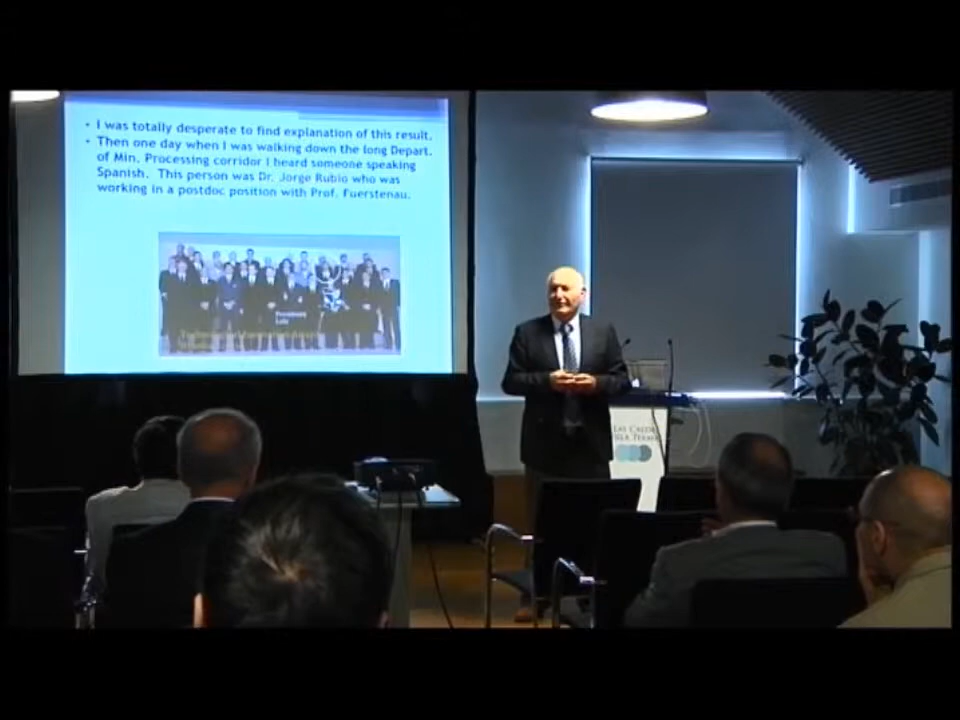 • I was totally desperate to find explanation of this result.
• Then one day when I was walking down the long Depart.
of Min. Processing corridor I heard someone speaking
Spanish. This person was Dr. Jorge Rubio who was
working in a postdoc position with Prof. Fuerstenau.